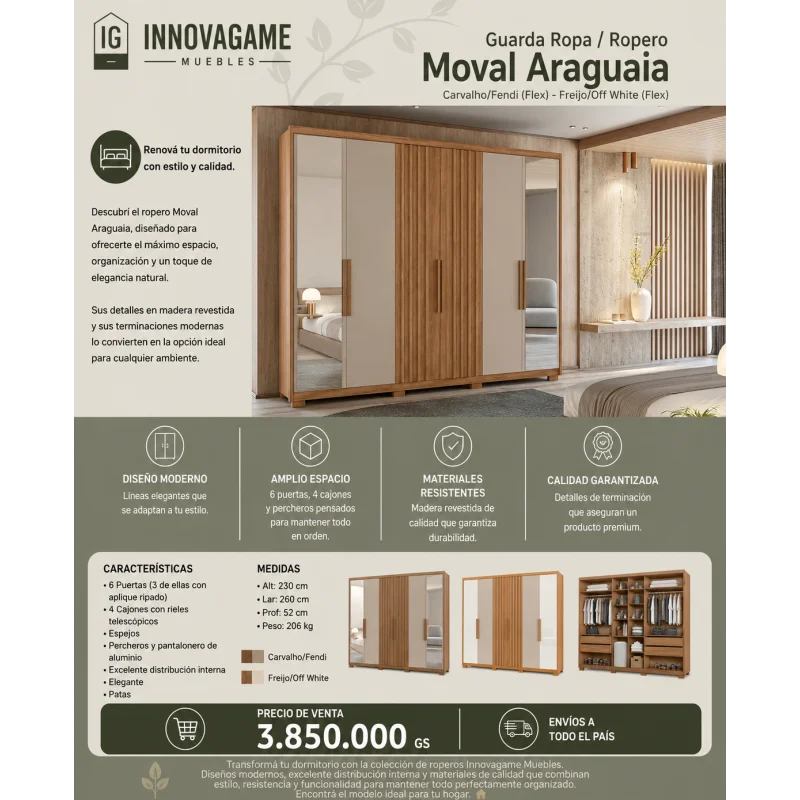 IG
INNOVAGAME
MUEBLES
Guarda Ropa / Ropero
Moval Araguaia
Carvalho/Fendi (Flex) - Freijo/Off White (Flex)
Renová tu dormitorio
con estilo y calidad.
Descubrí el ropero Moval
Araguaia, diseñado para
ofrecerte el máximo espacio,
organización y un toque de
elegancia natural.
Sus detalles en madera revestida
y sus terminaciones modernas
lo convierten en la opción ideal
para cualquier ambiente.
DISEÑO MODERNO
Líneas elegantes que
se adaptan a tu estilo.
AMPLIO ESPACIO
6 puertas, 4 cajones
y percheros pensados
para mantener todo
en orden.
MATERIALES
RESISTENTES
Madera revestida de
calidad que garantiza
durabilidad.
CALIDAD GARANTIZADA
Detalles de terminación
que aseguran un
producto premium.
CARACTERÍSTICAS
• 6 Puertas (3 de ellas con
aplique ripado)
• 4 Cajones con rieles
telescópicos
• Espejos
• Percheros y pantalonero de
aluminio
• Excelente distribución interna
• Elegante
• Patas
MEDIDAS
• Alt: 230 cm
• Lar: 260 cm
• Prof: 52 cm
• Peso: 206 kg
Carvalho/Fendi
Freijo/Off White
PRECIO DE VENTA
3.850.000 GS
ENVÍOS A
TODO EL PAÍS
Transformá tu dormitorio con la colección de roperos Innovagame Muebles.
Diseños modernos, excelente distribución interna y materiales de calidad que combinan
estilo, resistencia y funcionalidad para mantener todo perfectamente organizado.
Encontrá el modelo ideal para tu hogar.